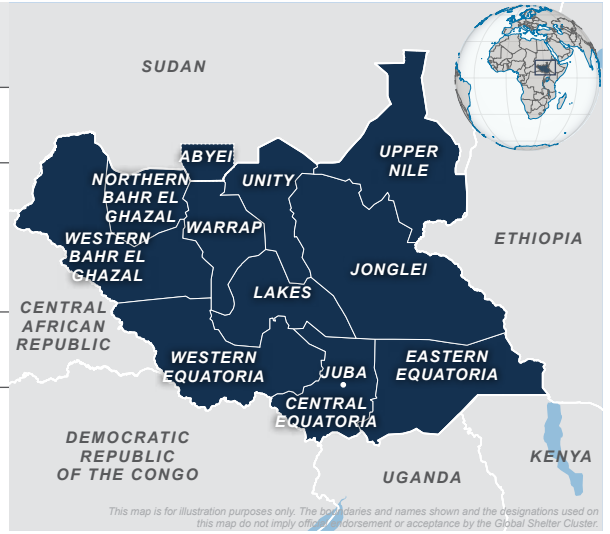 SUDAN
ABYEI
UPPER
NILE
NORTHERN
BAHR EL
GHAZAL
UNITY
WARRAP
WESTERN
BAHR EL
GHAZAL
ETHIOPIA
JONGLEI
LAKES
CENTRAL
AFRICAN
REPUBLIC
WESTERN
EQUATORIA
JUBA
EASTERN
EQUATORIA
CENTRAL
EQUATORIA
DEMOCRATIC
REPUBLIC
OF THE CONGO
UGANDA
KENYA
This map is for illustration purposes only. The boundaries and names shown and the designations used on
this map do not imply official endorsement or acceptance by the Global Shelter Cluster.